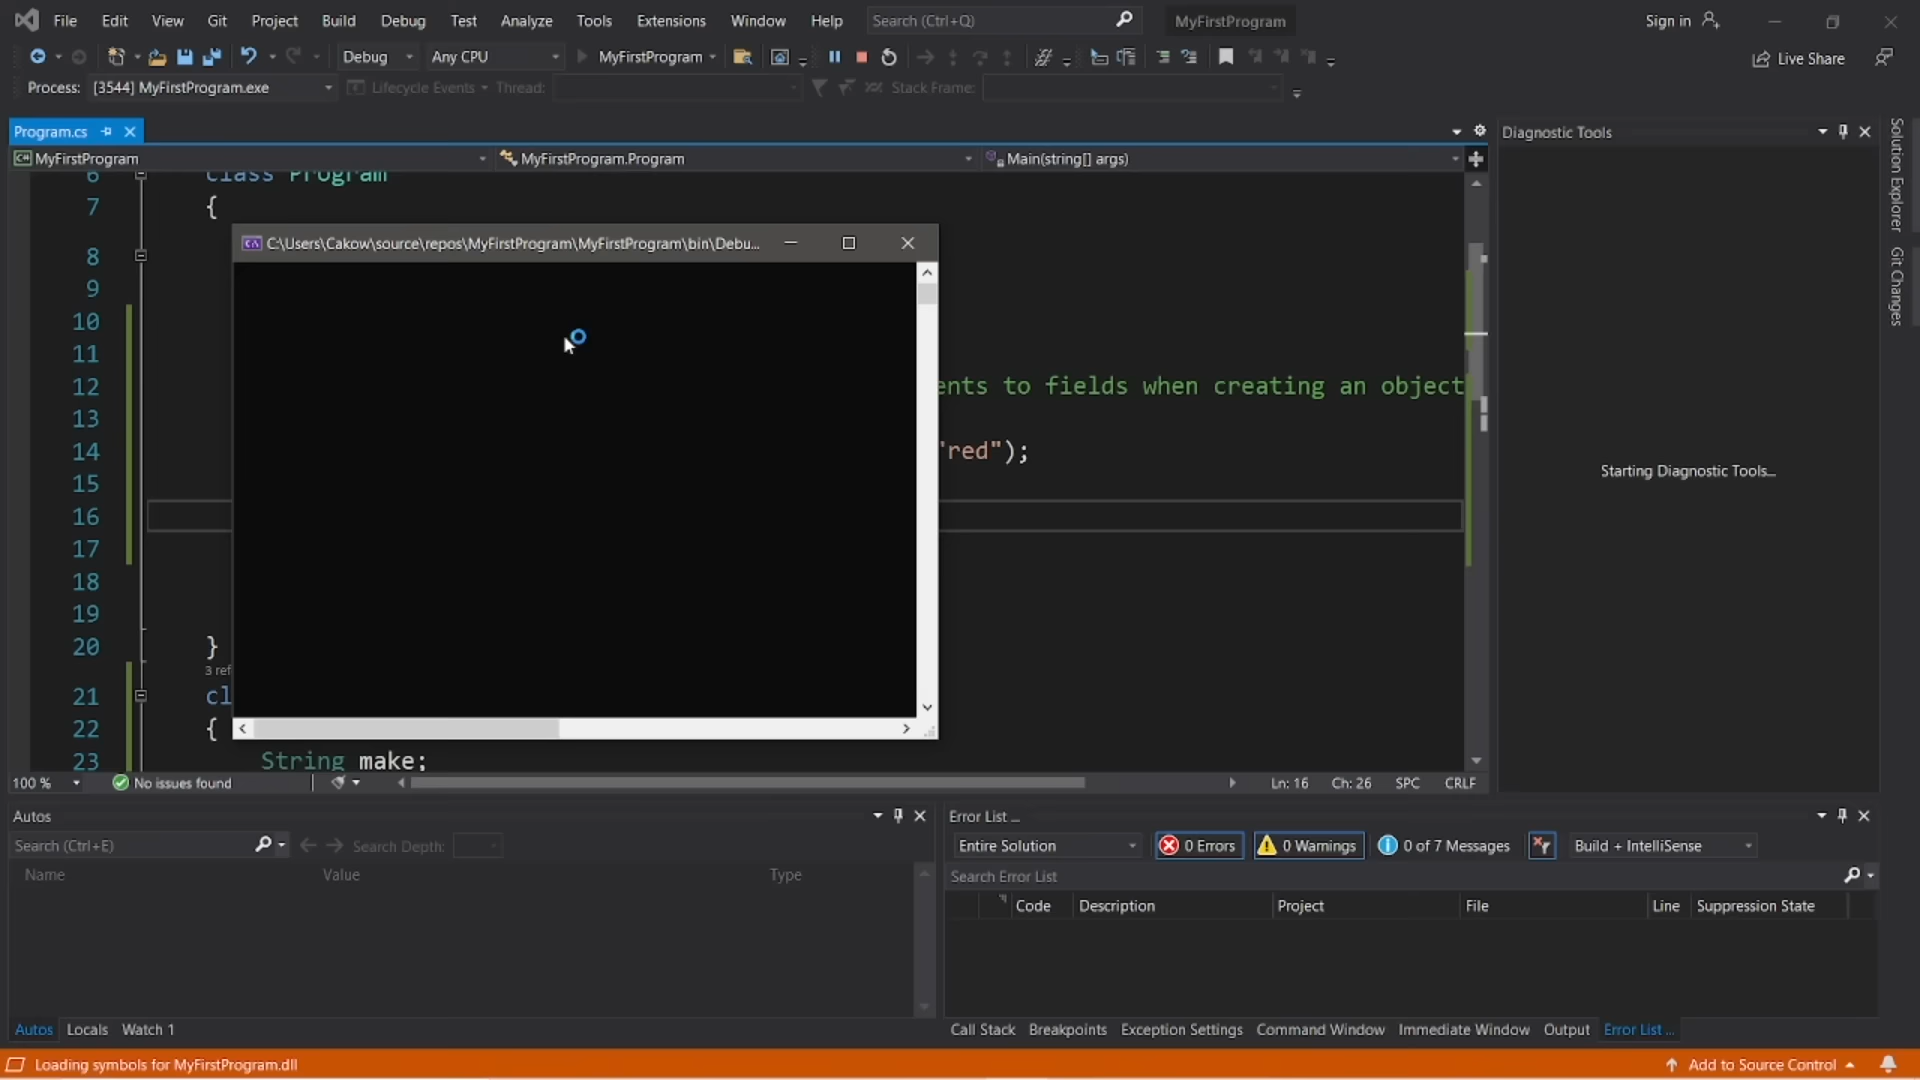 File Edit View Git Project Build Debug Test Analyze Tools Extensions Window Help Search (Ctrl+Q) MyFirstProgram Sign in
Debug Any CPU MyFirstProgram Live Share
Process: [3544] MyFirstProgram.exe Lifecycle Events Thread: Stack Frame:
Program.cs Diagnostic Tools
C# MyFirstProgram MyFirstProgram.Program Main(string[] args)
6 class Program
7 {
C:\Users\Cakow\source\repos\MyFirstProgram\MyFirstProgram\bin\Debu...
8
9
10
11
12 ents to fields when creating an object
13
14 "red");
Starting Diagnostic Tools...
15
16
17
18
19
20 }
3 ref
21 cl
22 {
23 String make;
100 % No issues found Ln: 16 Ch: 26 SPC CRLF
Autos
Search (Ctrl+E) Search Depth:
Name Value Type
Autos Locals Watch 1
Error List ...
Entire Solution 0 Errors 0 Warnings 0 of 7 Messages Build + IntelliSense
Search Error List
Code Description Project File Line Suppression State
Call Stack Breakpoints Exception Settings Command Window Immediate Window Output Error List ...
Loading symbols for MyFirstProgram.dll Add to Source Control
Solution Explorer
Git Changes